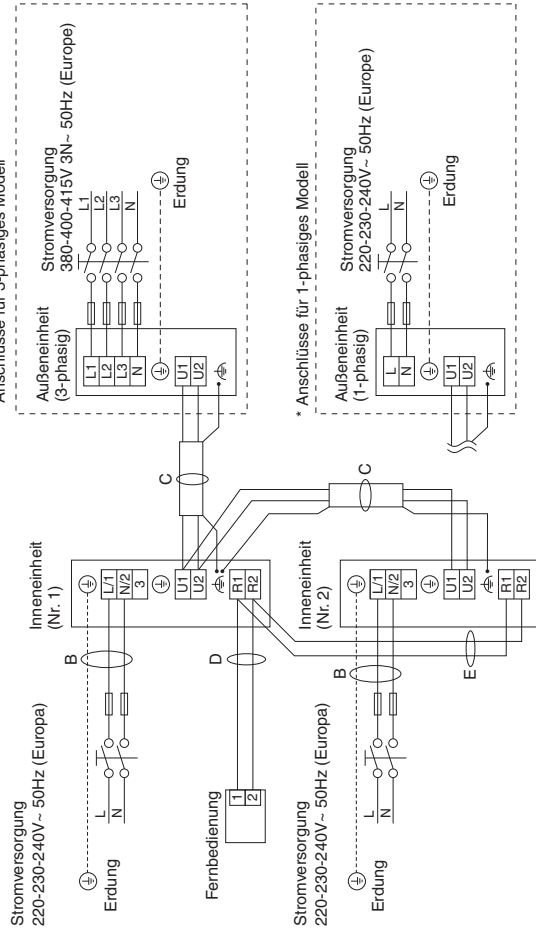 Anschlüsse für 3-phasiges Modell
Außeneinheit
(3-phasig)
Stromversorgung
380-400-415V 3N~ 50Hz (Europe)
L1
L2
L3
N
L1
L2
L3
N
Erdung
U1
U2
* Anschlüsse für 1-phasiges Modell
Außeneinheit
(1-phasig)
Stromversorgung
220-230-240V~ 50Hz (Europe)
L
N
L
N
Erdung
U1
U2
C
C
Inneneinheit
(Nr. 1)
L/1
N/2
3
U1
U2
R1
R2
B
D
Stromversorgung
220-230-240V~ 50Hz (Europa)
L
N
Erdung
Fernbedienung
1
2
Inneneinheit
(Nr. 2)
L/1
N/2
3
U1
U2
R1
R2
B
E
Stromversorgung
220-230-240V~ 50Hz (Europa)
L
N
Erdung